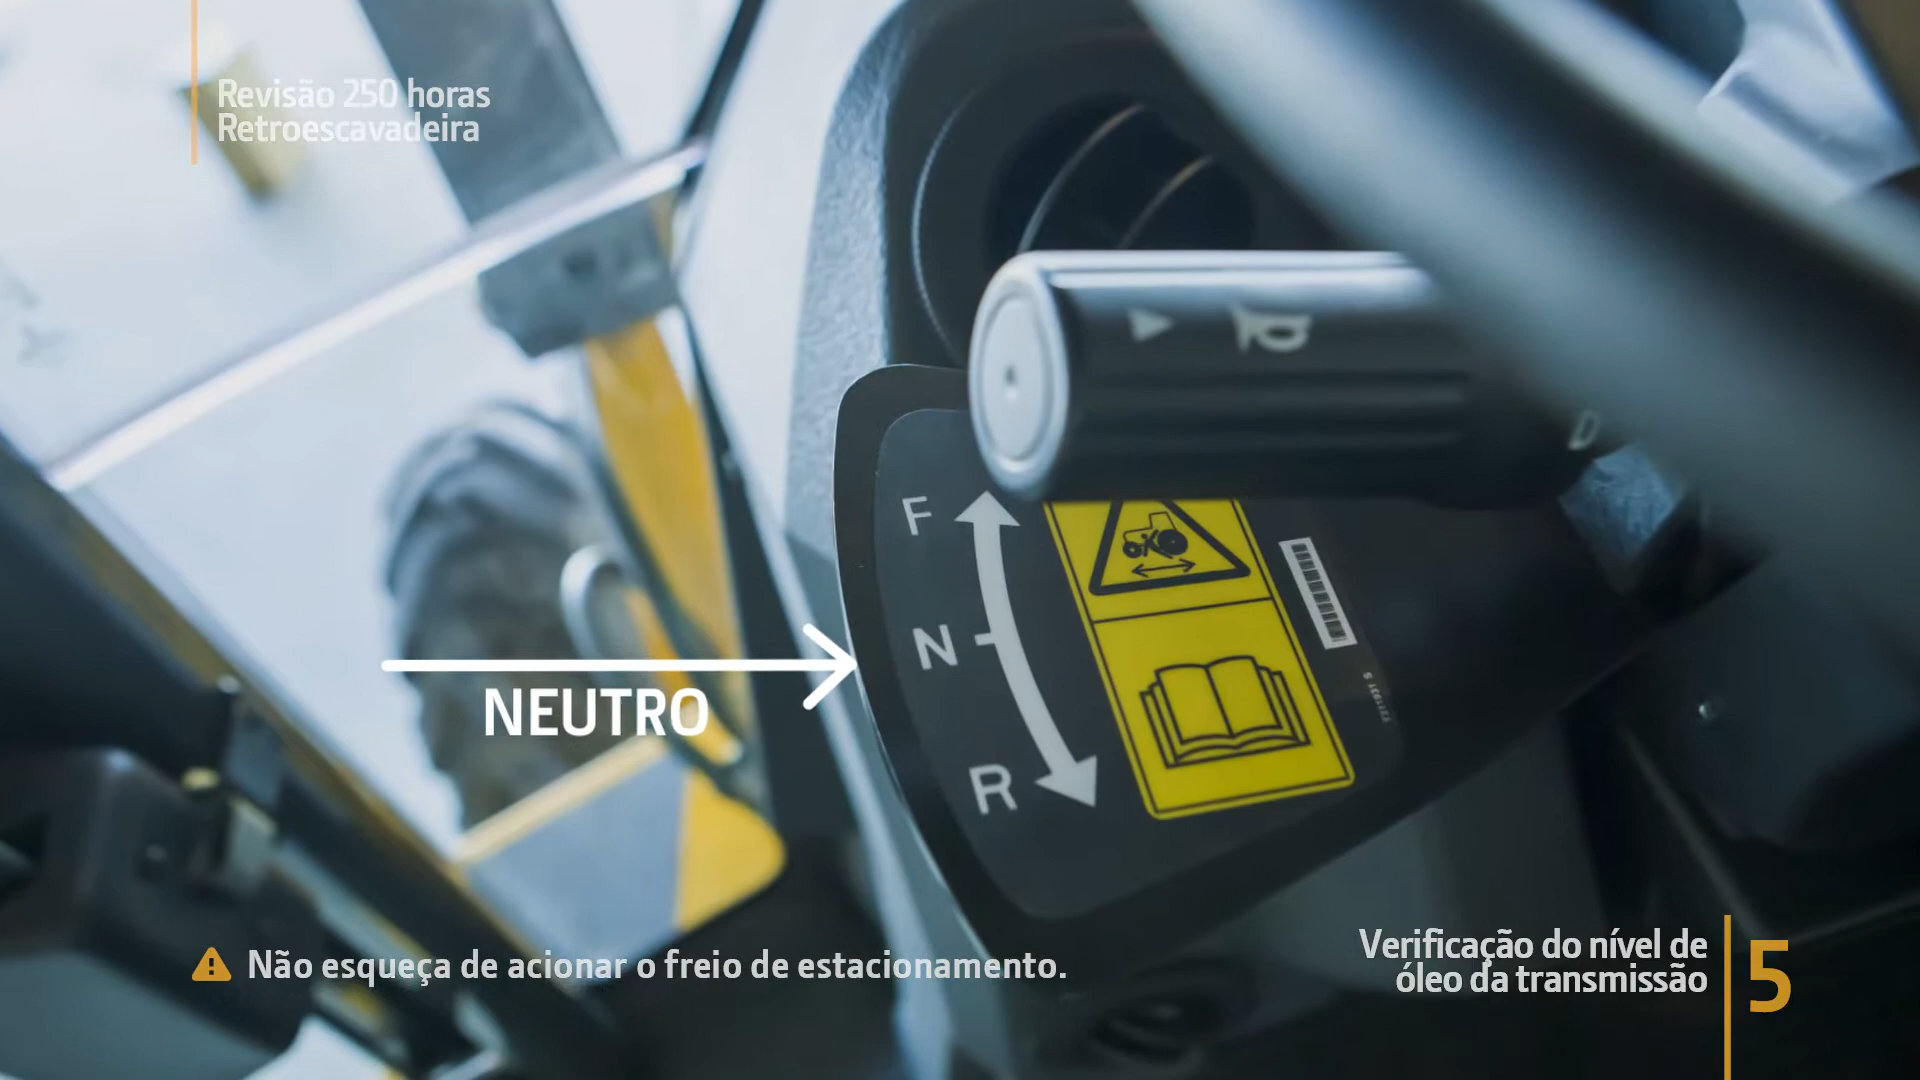 Revisão 250 horas
Retroescavadeira
D
F
N
R
NEUTRO
Não esqueça de acionar o freio de estacionamento.
Verificação do nível de
óleo da transmissão
5